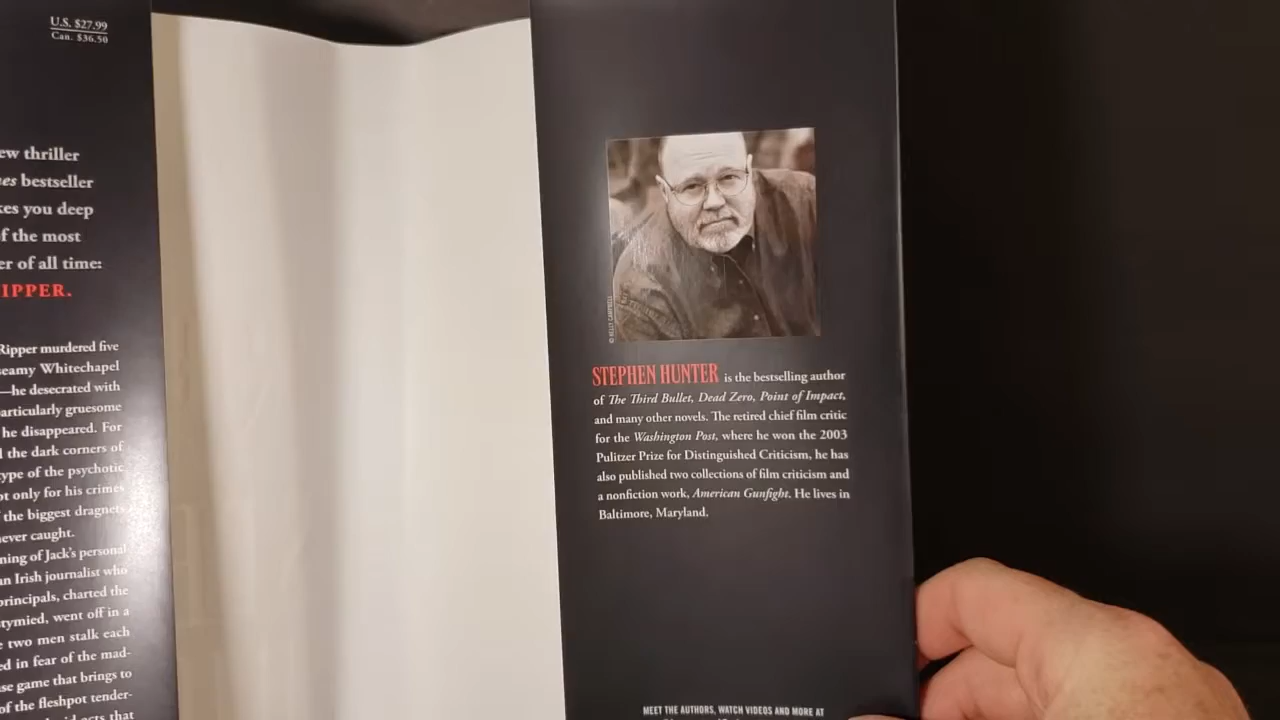 U.S. $27.99
Can. $36.50
ew thriller
es bestseller
kes you deep
f the most
er of all time:
IPPER.
Ripper murdered five
seamy Whitechapel
—he desecrated with
articularly gruesome
he disappeared. For
d the dark corners of
type of the psychotic
ot only for his crimes
the biggest dragnets
never caught.
ning of Jack's personal
an Irish journalist who
principals, charted the
stymied, went off in a
e two men stalk each
ed in fear of the mad-
se game that brings to
of the fleshpot tender-
acts that
© KELLY CAMPBELL
STEPHEN HUNTER is the bestselling author
of The Third Bullet, Dead Zero, Point of Impact,
and many other novels. The retired chief film critic
for the Washington Post, where he won the 2003
Pulitzer Prize for Distinguished Criticism, he has
also published two collections of film criticism and
a nonfiction work, American Gunfight. He lives in
Baltimore, Maryland.
MEET THE AUTHORS, WATCH VIDEOS AND MORE AT